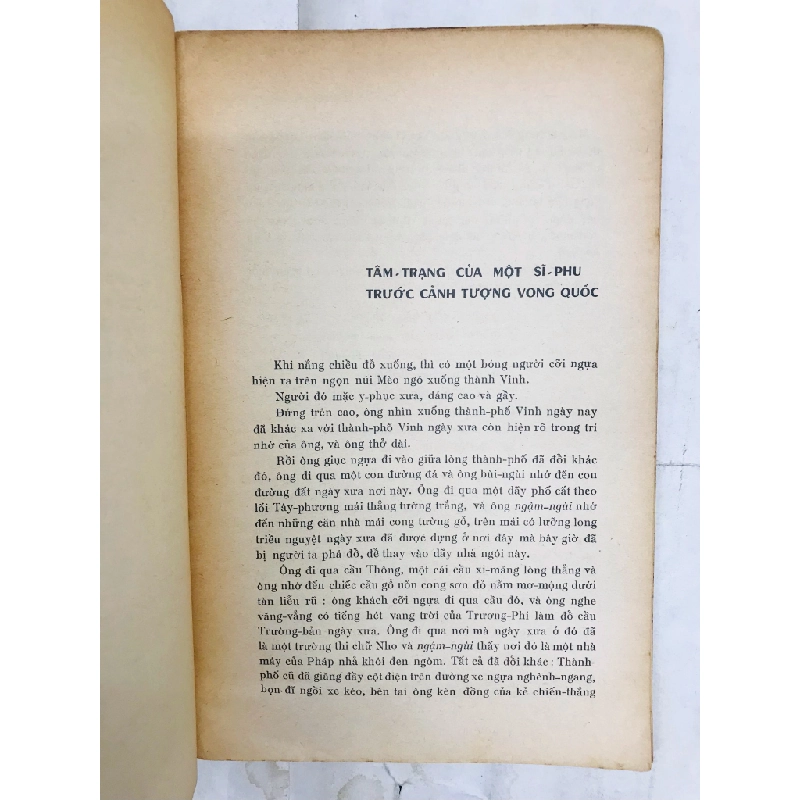 TÂM-TRẠNG CỦA MỘT SĨ-PHU
TRƯỚC CẢNH TƯỢNG VONG QUỐC
Khi nắng chiều đổ xuống, thì có một bóng người cỡi ngựa
hiện ra trên ngọn núi Mèo ngó xuống thành Vinh.
Người đó mặc y-phục xưa, dáng cao và gầy.
Đứng trên cao, ông nhìn xuống thành-phố Vinh ngày nay
đã khác xa với thành-phố Vinh ngày xưa còn hiện rõ trong trí
nhớ của ông, và ông thở dài.
Rồi ông giục ngựa đi vào giữa lòng thành-phố đã đổi khác
đó, ông đi qua một con đường đá và ông bùi-ngùi nhớ đến con
đường đất ngày xưa nơi này. Ông đi qua một dãy phố cất theo
lối Tây-phương mái thẳng tường trắng, và ông ngậm-ngùi nhớ
đến những căn nhà mái cong tường gỗ, trên mái có lưỡng long
triều nguyệt ngày xưa đã được dựng ở nơi đây mà bây giờ đã
bị người ta phá đổ, để thay vào dãy nhà ngói này.
Ông đi qua cầu Thông, một cái cầu xi-măng lòng thẳng và
ông nhớ đến chiếc cầu gỗ uốn cong sơn đỏ nằm mơ-mộng dưới
tàn liễu rũ ; ông khách cỡi ngựa đi qua cầu đó, và ông nghe
văng-vẳng có tiếng hét vang trời của Trương-Phi làm đổ cầu
Trường-bản ngày xưa. Ông đi qua nơi mà ngày xưa ở đó đã
là một trường thi chữ Nho và ngậm-ngùi thấy nơi đó là một nhà
máy của Pháp nhả khói đen ngòm. Tất cả đã đổi khác : Thành-
phố cũ đã giăng đầy cột điện trên đường xe ngựa nghênh-ngang,
bọn đĩ ngồi xe kéo, bên tai ông kèn đồng của kẻ chiến-thắng